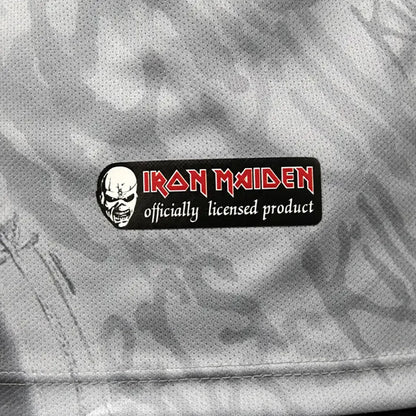 IRON MAIDEN
officially licensed product